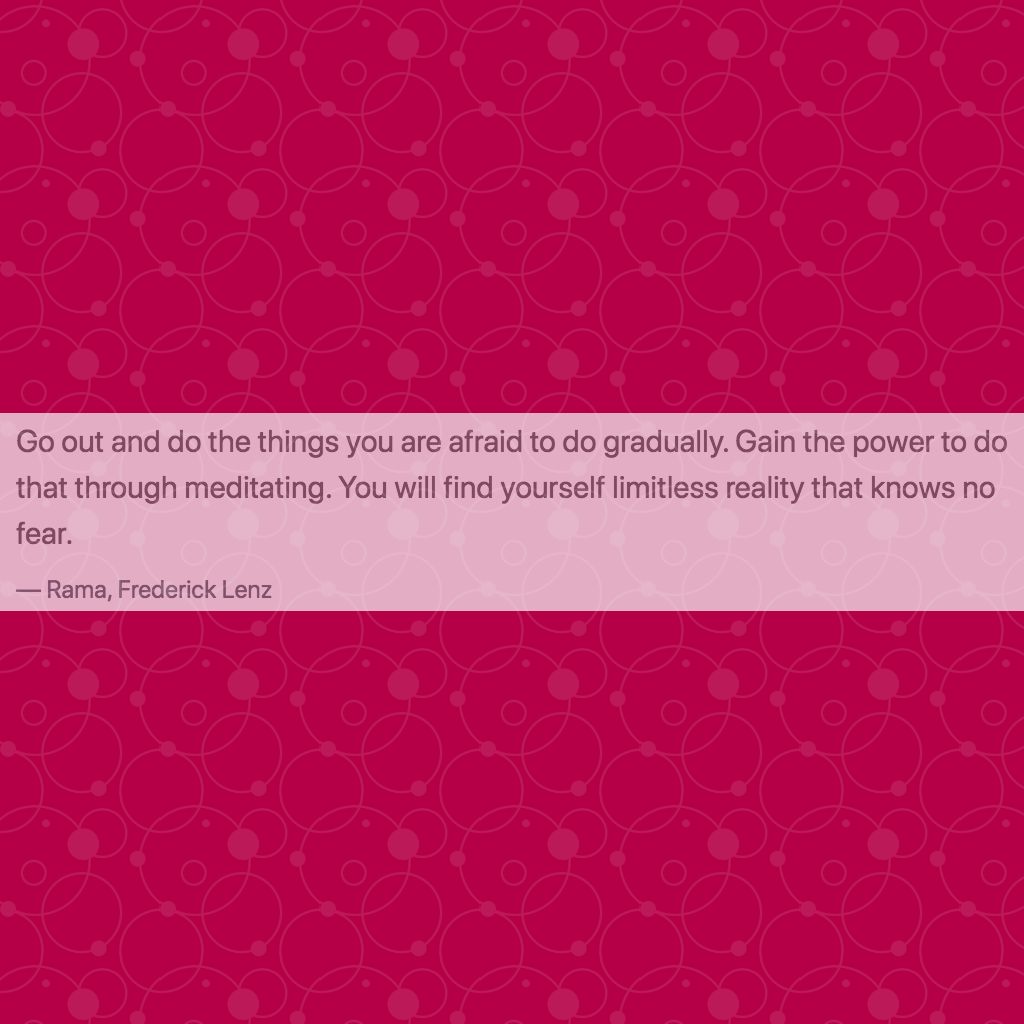 Go out and do the things you are afraid to do gradually. Gain the power to do
that through meditating. You will find yourself limitless reality that knows no
fear.
— Rama, Frederick Lenz